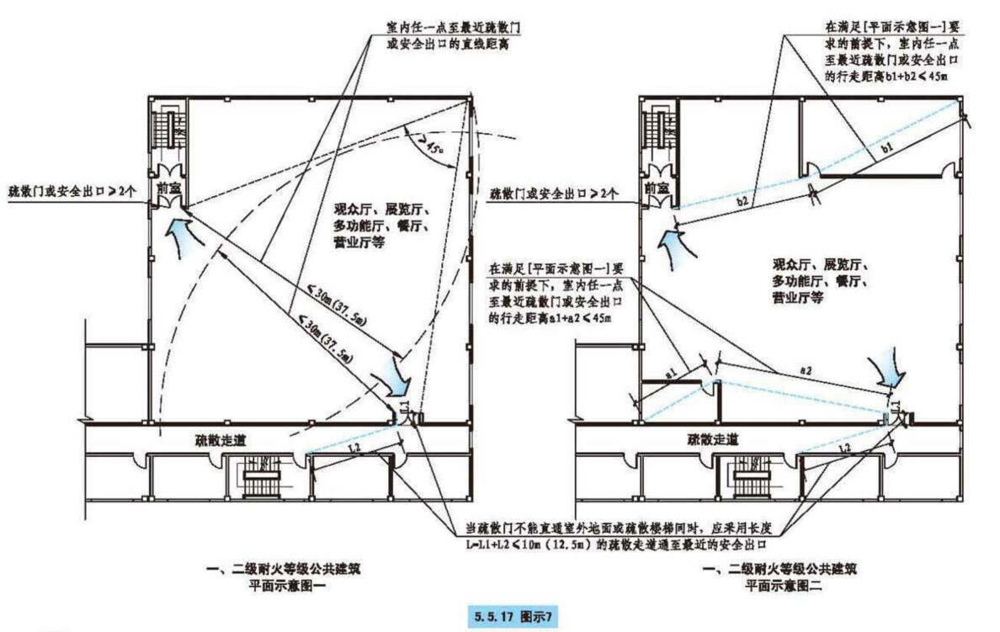 室内任一点至最近疏散门
或安全出口的直线距离
≥45°
前室
疏散门或安全出口≥2个
观众厅、展览厅、
多功能厅、餐厅、
营业厅等
≤30m(37.5m)
≤30m(37.5m)
L1
疏散走道
L2
一、二级耐火等级公共建筑
平面示意图一
在满足[平面示意图一]要
求的前提下，室内任一点
至最近疏散门或安全出口
的行走距离b1+b2≤45m
b1
前室
疏散门或安全出口≥2个
b2
观众厅、展览厅、
多功能厅、餐厅、
营业厅等
在满足[平面示意图一]要
求的前提下，室内任一点
至最近疏散门或安全出口
的行走距离a1+a2≤45m
a1
a2
L1
疏散走道
L2
当疏散门不能直通室外地面或疏散楼梯间时，应采用长度
L=L1+L2≤10m（12.5m）的疏散走道通至最近的安全出口
一、二级耐火等级公共建筑
平面示意图二
5.5.17 图示7